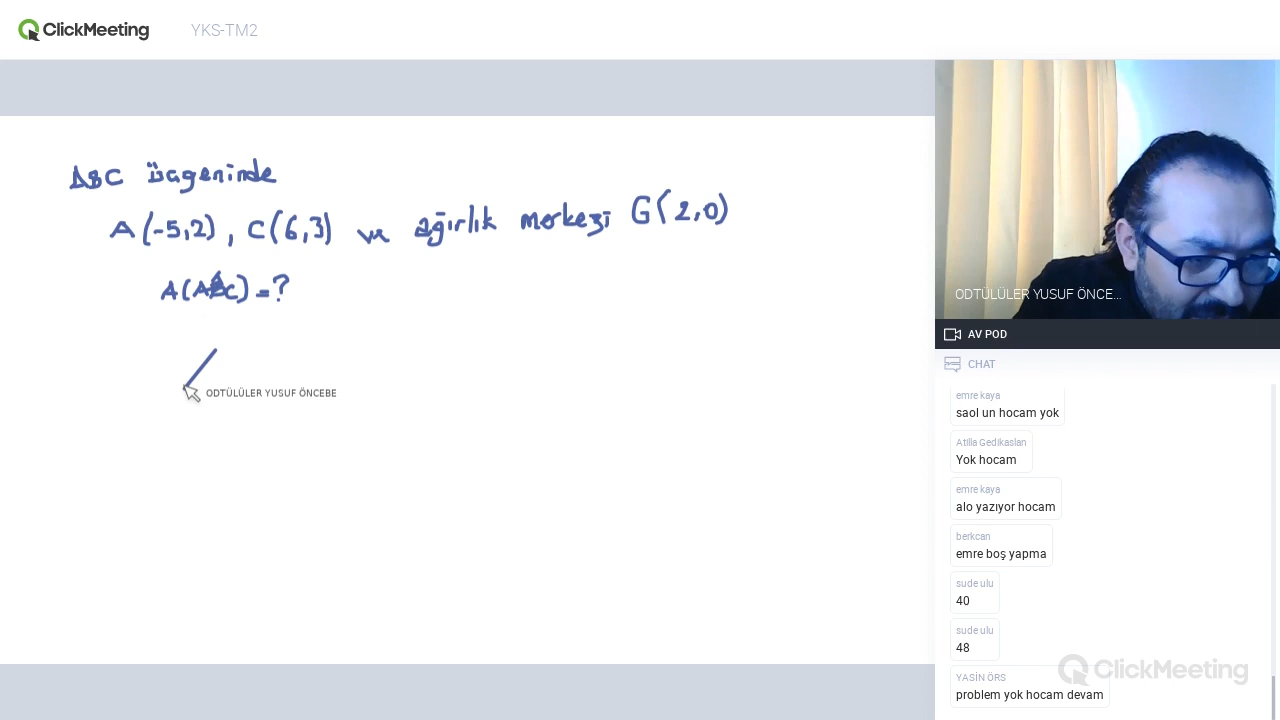 ClickMeeting
YKS-TM2
ABC üçgeninde
A(-5,2), C(6,3) ve ağırlık merkezi G(2,0)
A(ABC) = ?
ODTÜLÜLER YUSUF ÖNCEBE
ODTÜLÜLER YUSUF ÖNCE...
AV POD
CHAT
emre kaya
saol un hocam yok
Atilla Gedikaslan
Yok hocam
emre kaya
alo yazıyor hocam
berkcan
emre boş yapma
sude ulu
40
sude ulu
48
YASİN ÖRS
problem yok hocam devam
ClickMeeting